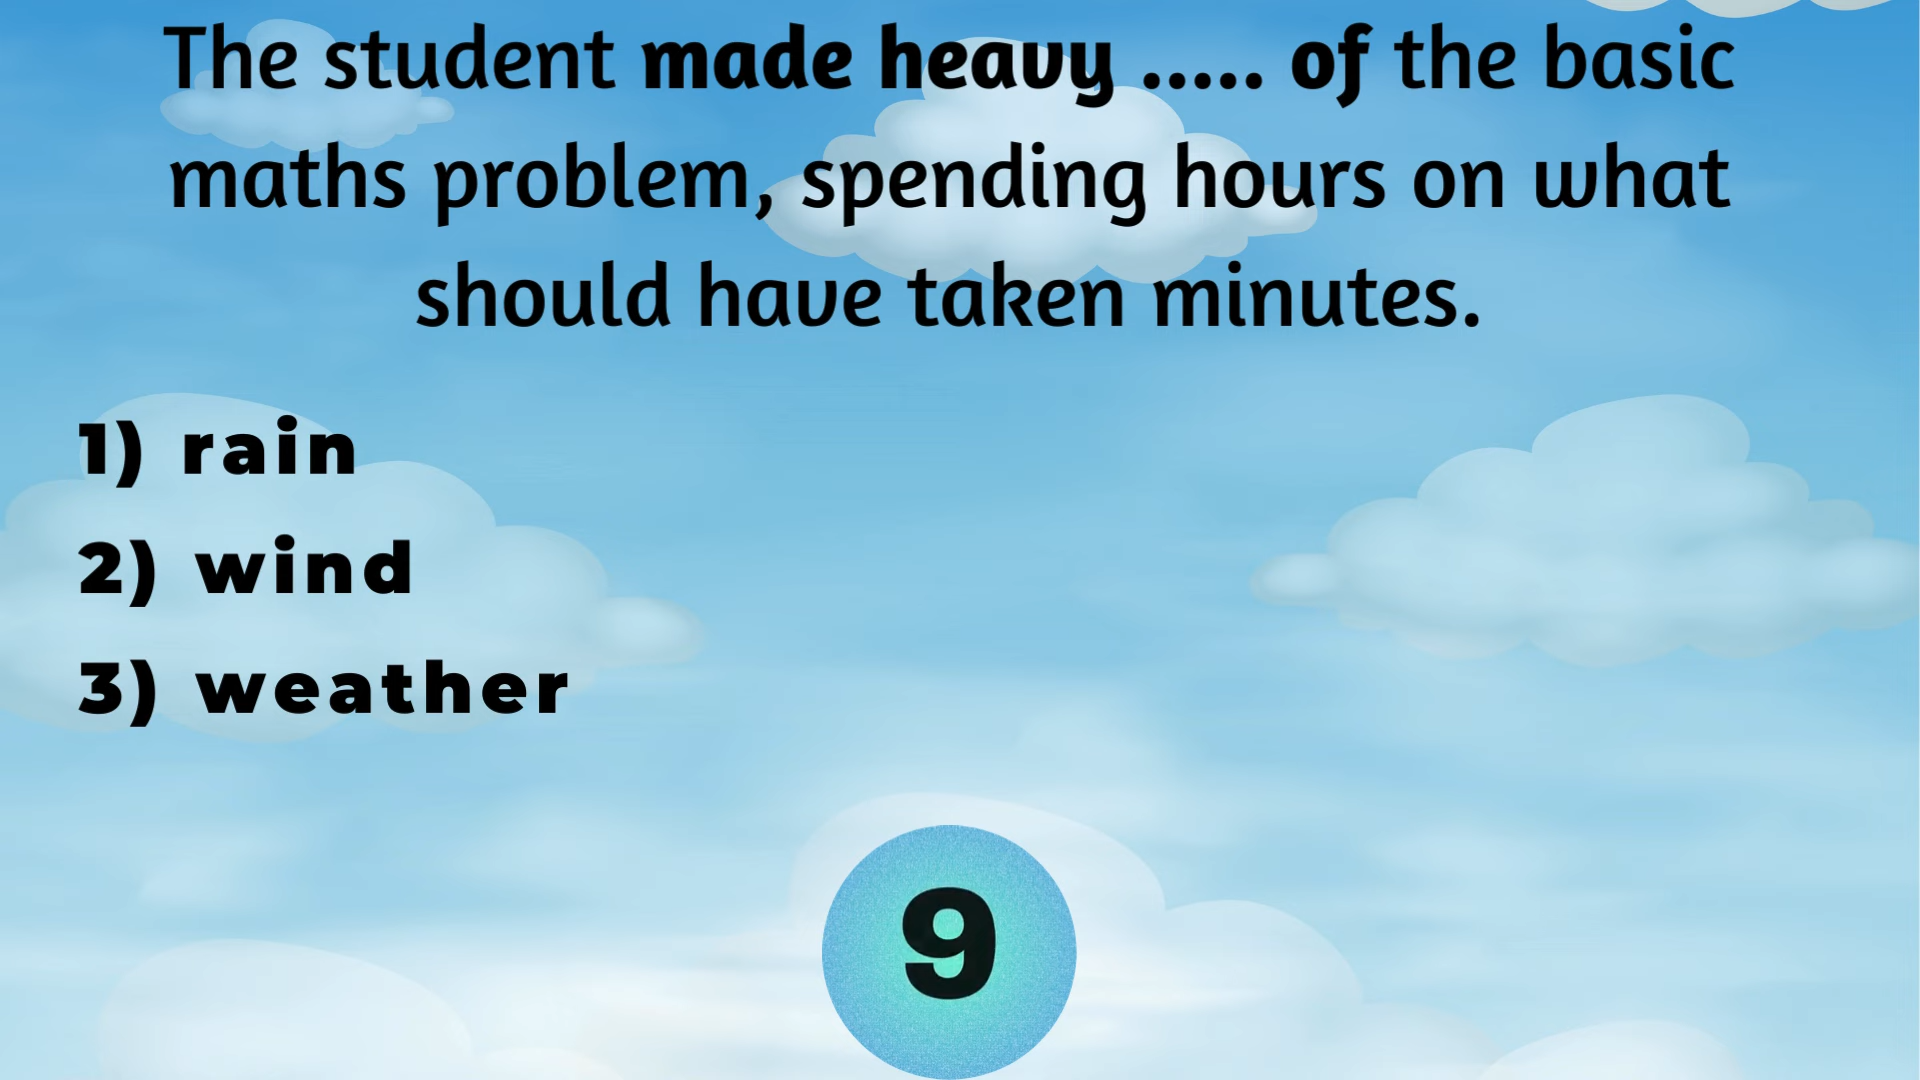 The student made heavy ..... of the basic
maths problem, spending hours on what
should have taken minutes.
1) rain
2) wind
3) weather
9